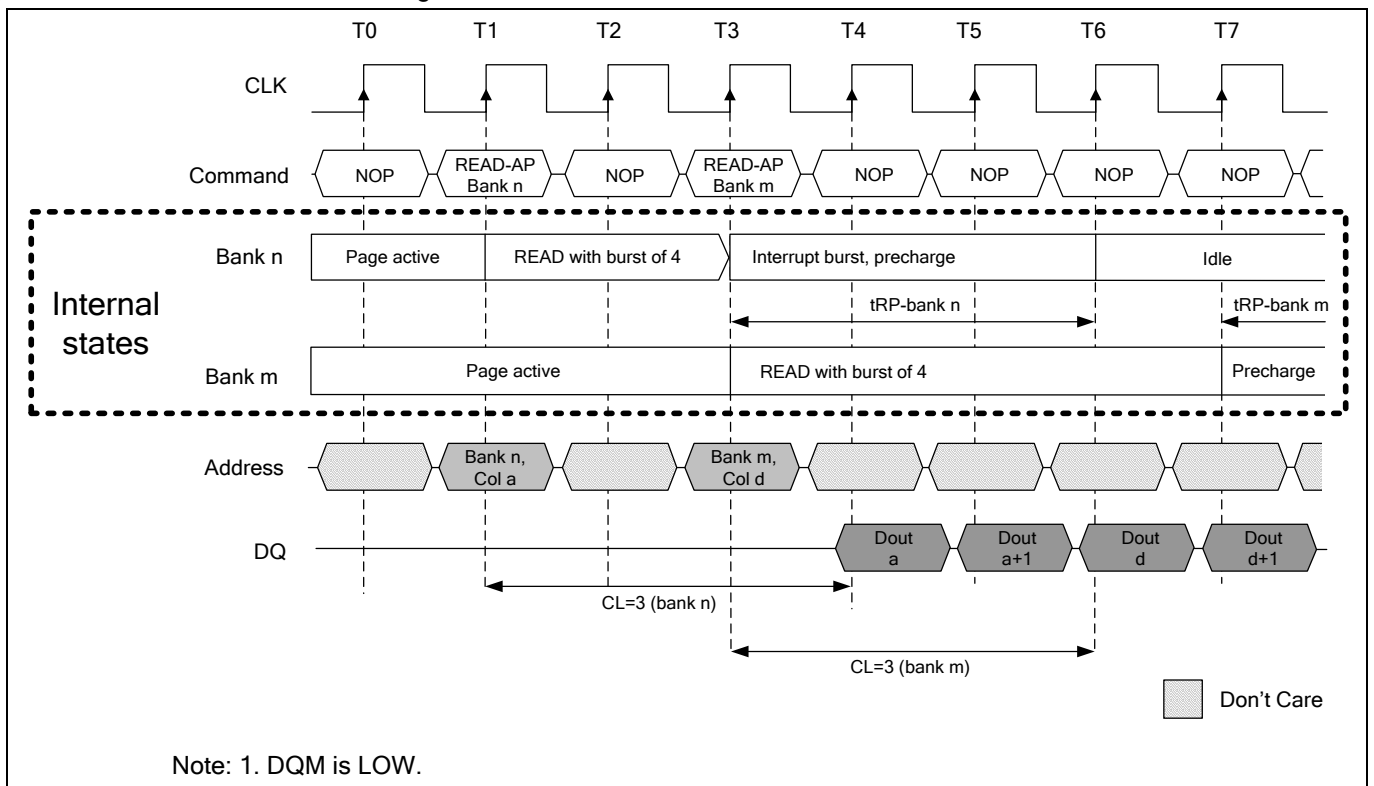 T0 T1 T2 T3 T4 T5 T6 T7
CLK
Command NOP READ-AP Bank n NOP READ-AP Bank m NOP NOP NOP NOP
Internal states
Bank n Page active READ with burst of 4 Interrupt burst, precharge Idle
tRP-bank n tRP-bank m
Bank m Page active READ with burst of 4 Precharge
Address Bank n, Col a Bank m, Col d
DQ Dout a Dout a+1 Dout d Dout d+1
CL=3 (bank n)
CL=3 (bank m)
Don't Care
Note: 1. DQM is LOW.